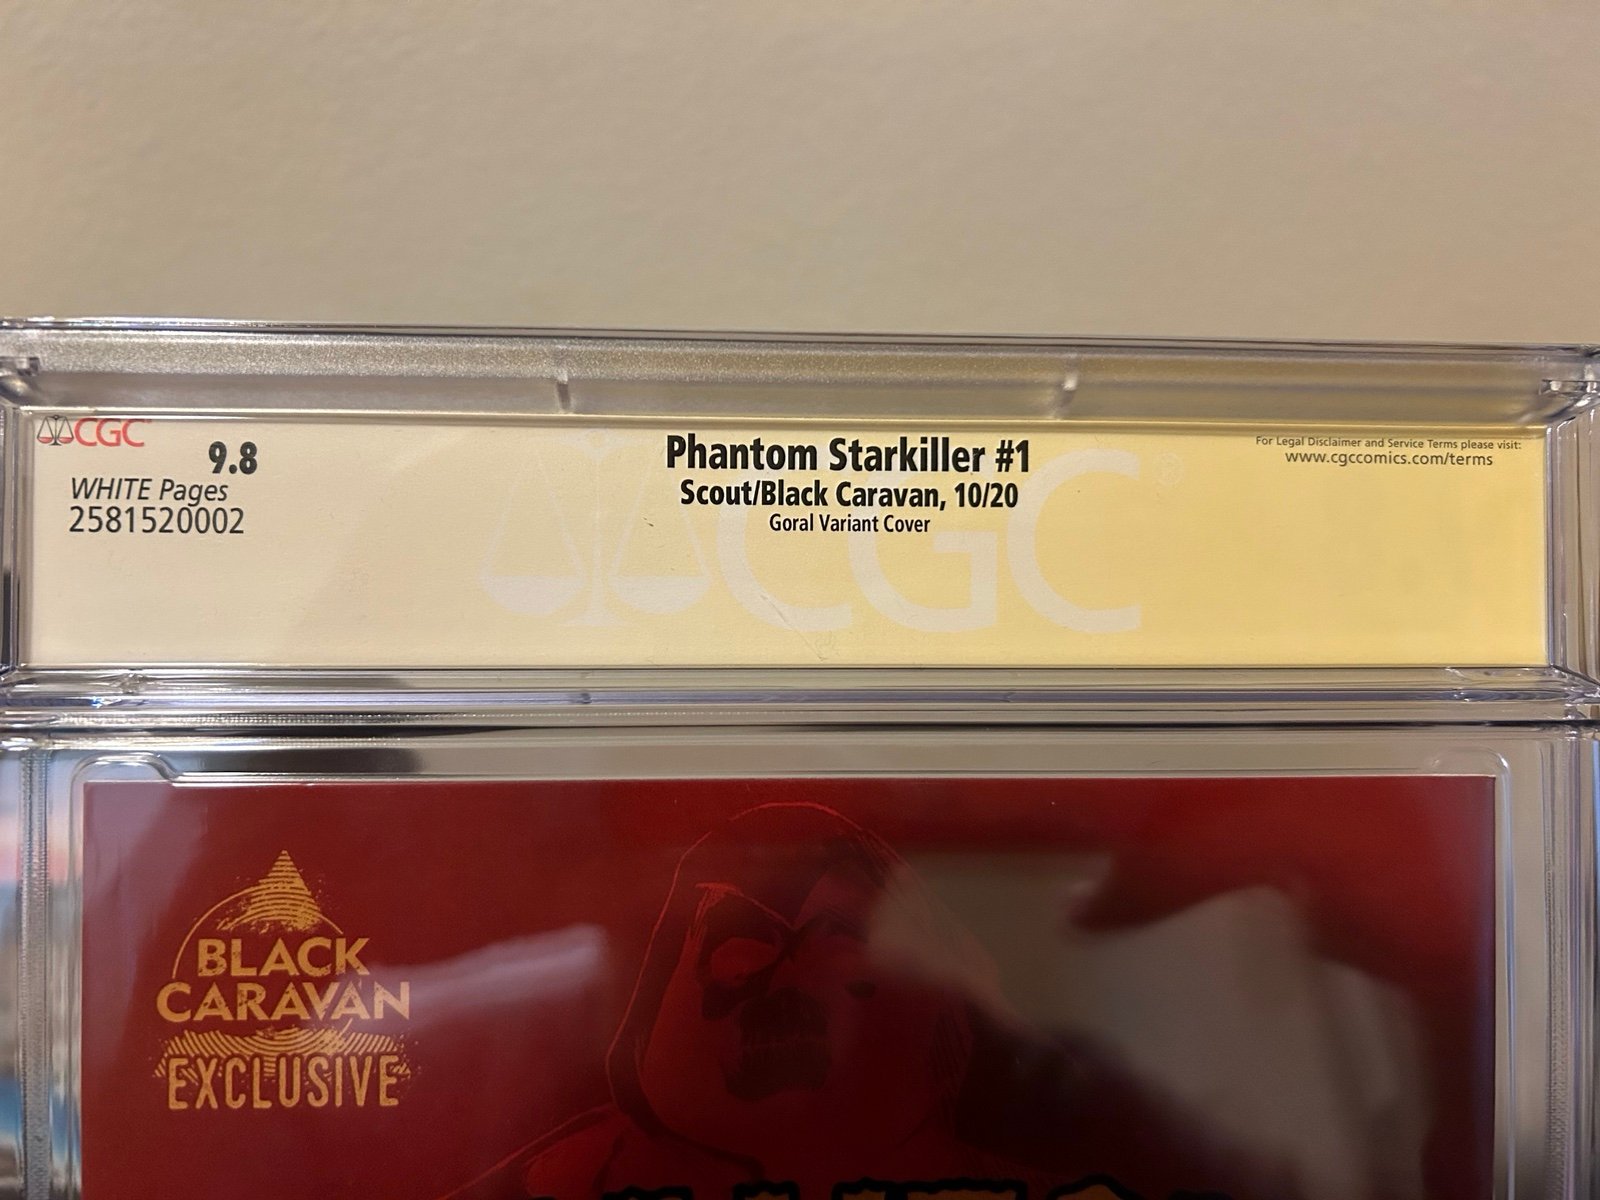 CGC
9.8
WHITE Pages
2581520002
Phantom Starkiller #1
Scout/Black Caravan, 10/20
Goral Variant Cover
For Legal Disclaimer and Service Terms please visit:
www.cgccomics.com/terms
CGC
BLACK
CARAVAN
EXCLUSIVE